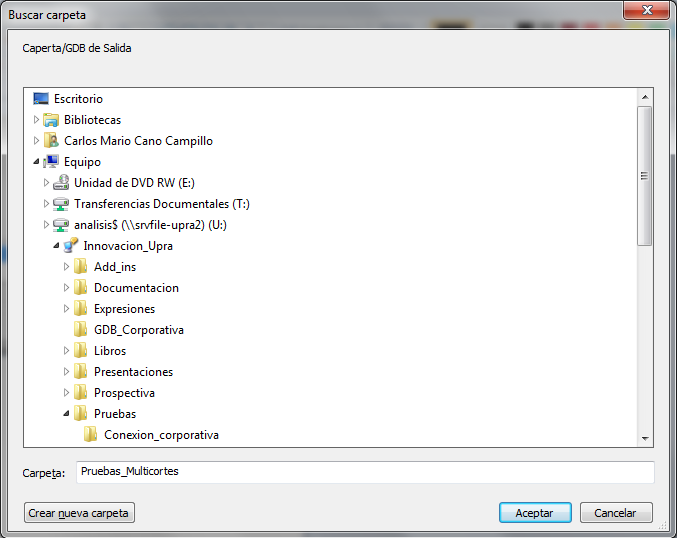 Buscar carpeta
Caperta/GDB de Salida
Escritorio
Bibliotecas
Carlos Mario Cano Campillo
Equipo
Unidad de DVD RW (E:)
Transferencias Documentales (T:)
analisis$ (\\srvfile-upra2) (U:)
Innovacion_Upra
Add_ins
Documentacion
Expresiones
GDB_Corporativa
Libros
Presentaciones
Prospectiva
Pruebas
Conexion_corporativa
Carpeta: Pruebas_Multicortes
Crear nueva carpeta Aceptar Cancelar